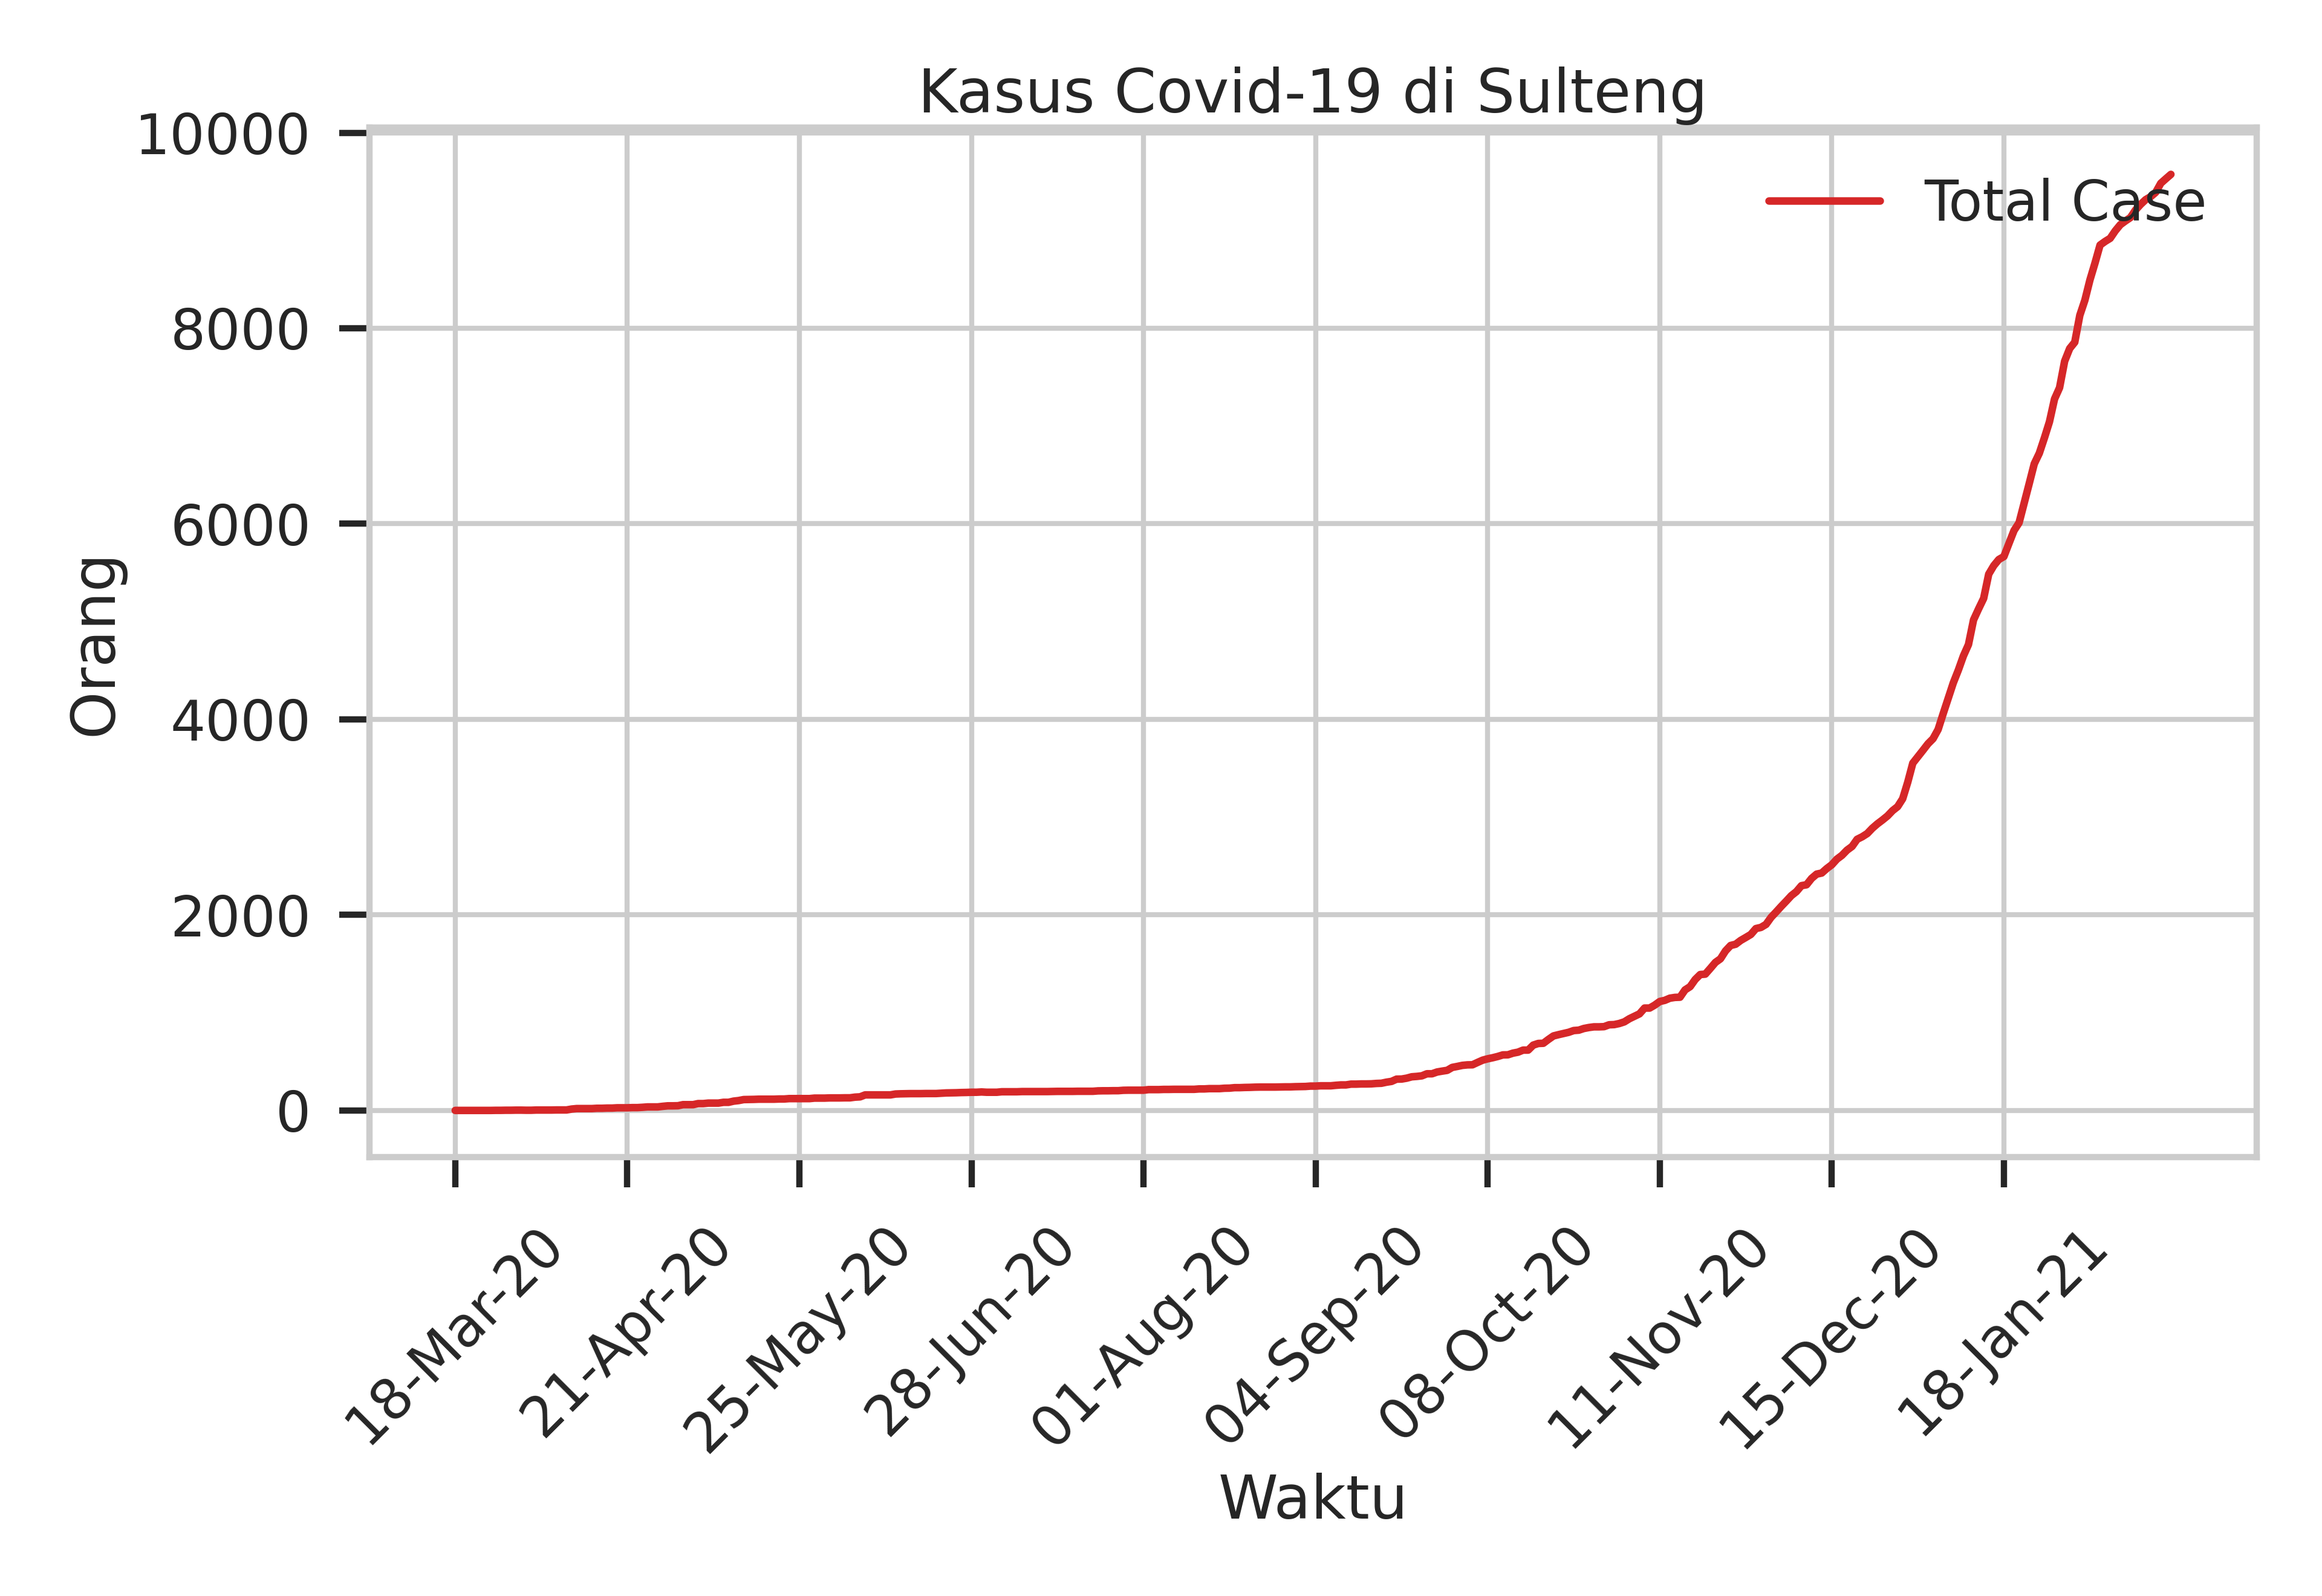 Kasus Covid-19 di Sulteng
10000
8000
6000
4000
2000
0
Orang
Total Case
18-Mar-20
21-Apr-20
25-May-20
28-Jun-20
01-Aug-20
04-Sep-20
08-Oct-20
11-Nov-20
15-Dec-20
18-Jan-21
Waktu